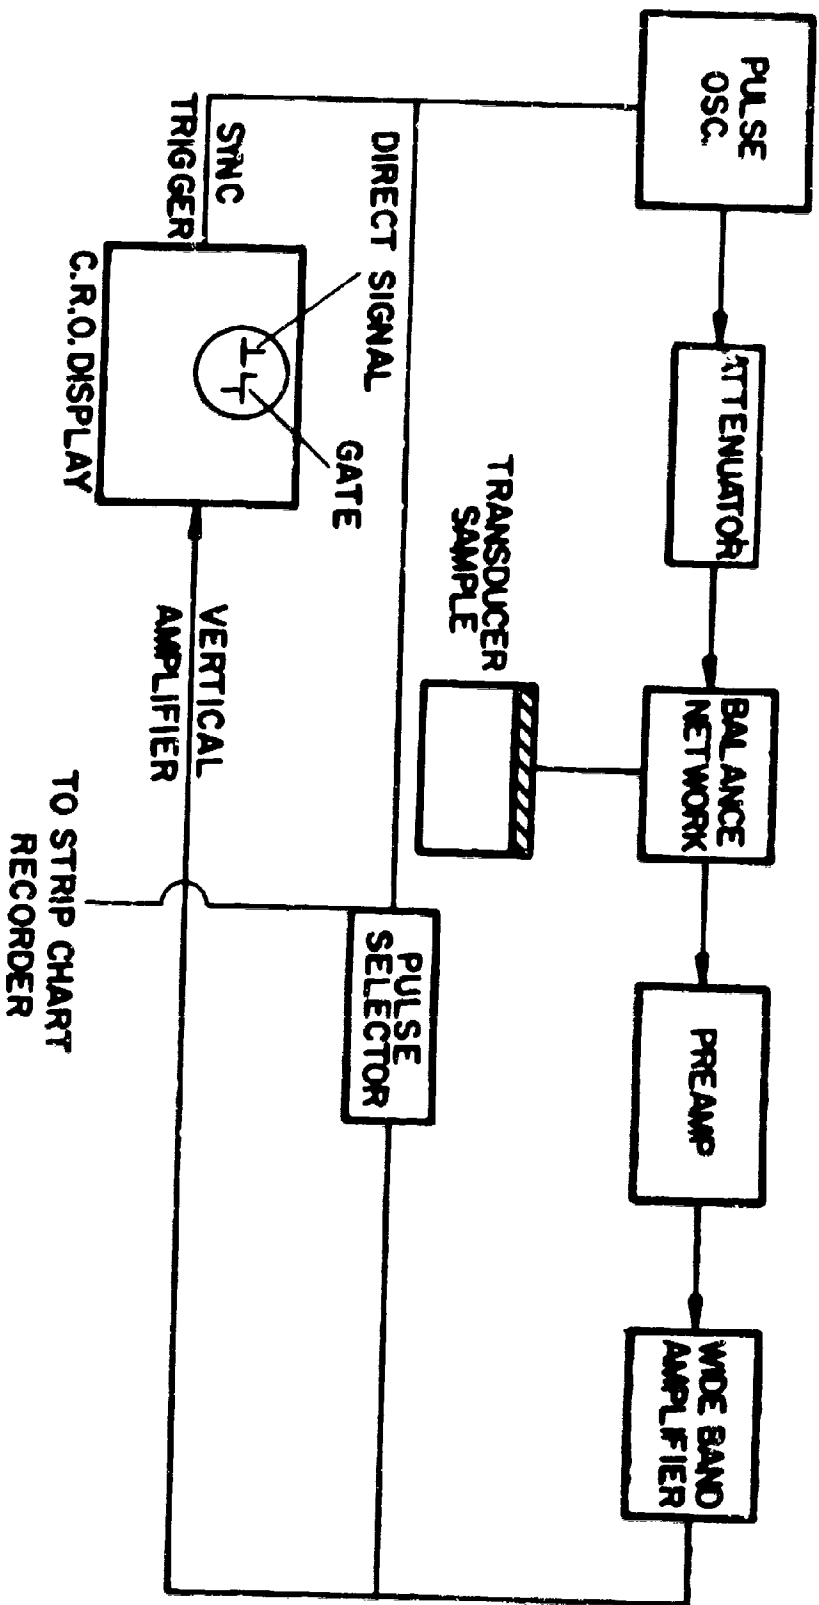 PULSE
OSC.
ATTENUATOR
BALANCE
NETWORK
PREAMP
WIDE BAND
AMPLIFIER
TRANSDUCER
SAMPLE
DIRECT SIGNAL
GATE
SYNC
TRIGGER
C.R.O. DISPLAY
PULSE
SELECTOR
VERTICAL
AMPLIFIER
TO STRIP CHART
RECORDER